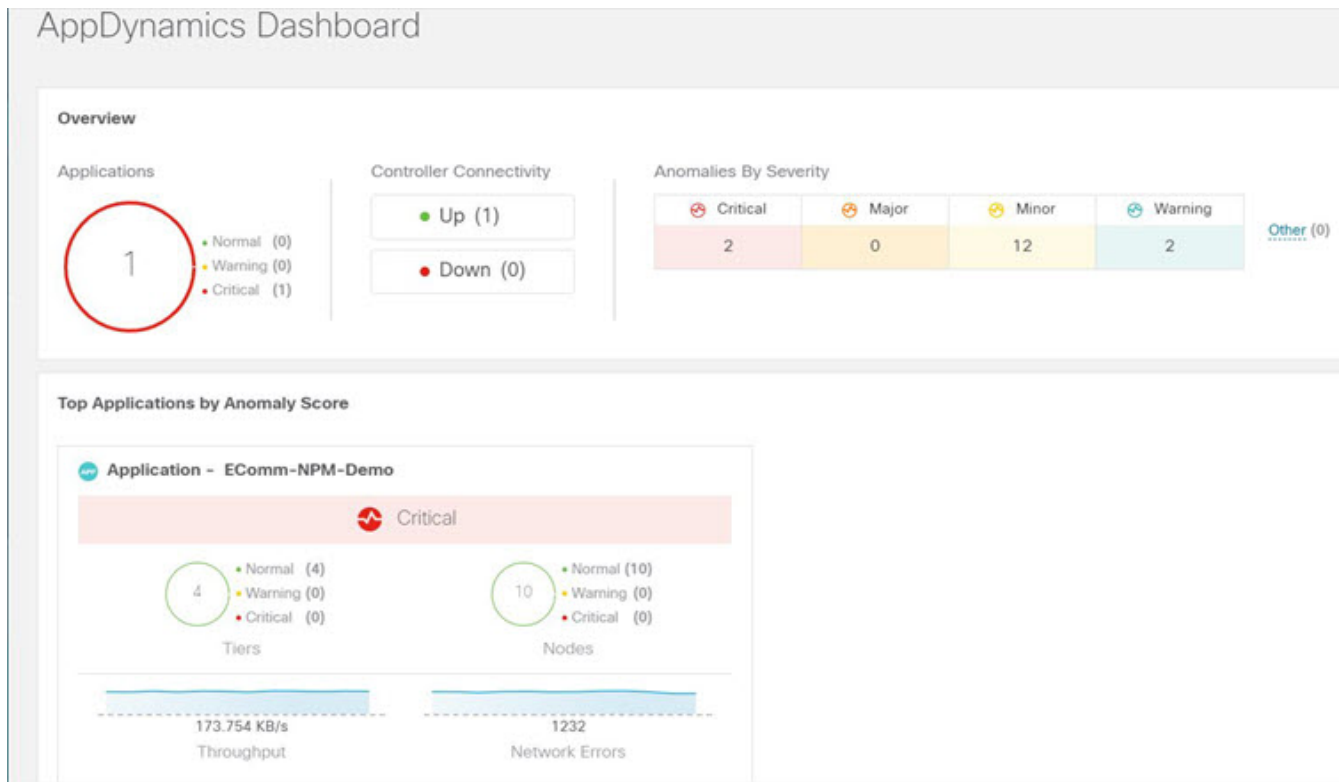 AppDynamics Dashboard
Overview
Applications
1
Normal (0)
Warning (0)
Critical (1)
Controller Connectivity
Up (1)
Down (0)
Anomalies By Severity
Critical Major Minor Warning
2 0 12 2
Other (0)
Top Applications by Anomaly Score
APP Application - EComm-NPM-Demo
Critical
4
Normal (4)
Warning (0)
Critical (0)
Tiers
10
Normal (10)
Warning (0)
Critical (0)
Nodes
173.754 KB/s
Throughput
1232
Network Errors